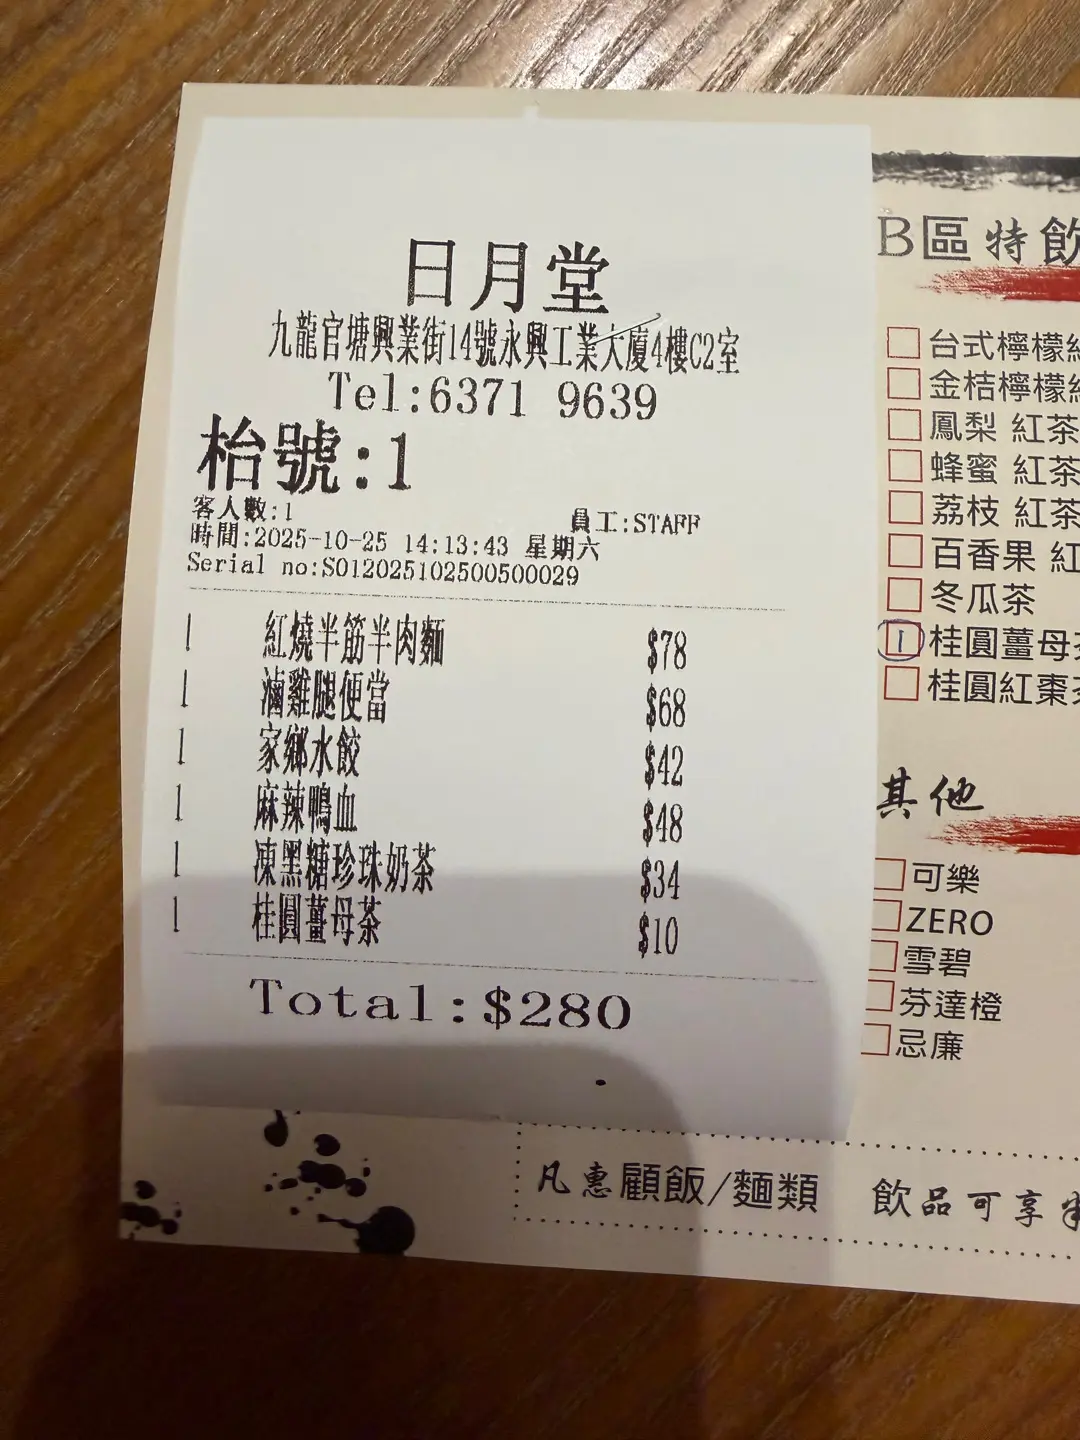 日月堂
九龍官塘興業街14號永興工業大廈4樓C2室
Tel:6371 9639
枱號:1
客人數:1
員工:STAFF
時間:2025-10-25 14:13:43 星期六
Serial no:S012025102500500029
1 紅燒半筋半肉麵 $78
1 滷雞腿便當 $68
1 家鄉水餃 $42
1 麻辣鴨血 $48
1 凍黑糖珍珠奶茶 $34
1 桂圓薑母茶 $10
Total:$280
B區 特飲
台式檸檬
金桔檸檬
鳳梨 紅茶
蜂蜜 紅茶
荔枝 紅茶
百香果 紅
冬瓜茶
1 桂圓薑母
桂圓紅棗
其他
可樂
ZERO
雪碧
芬達橙
忌廉
凡惠顧飯/麵類 飲品可享